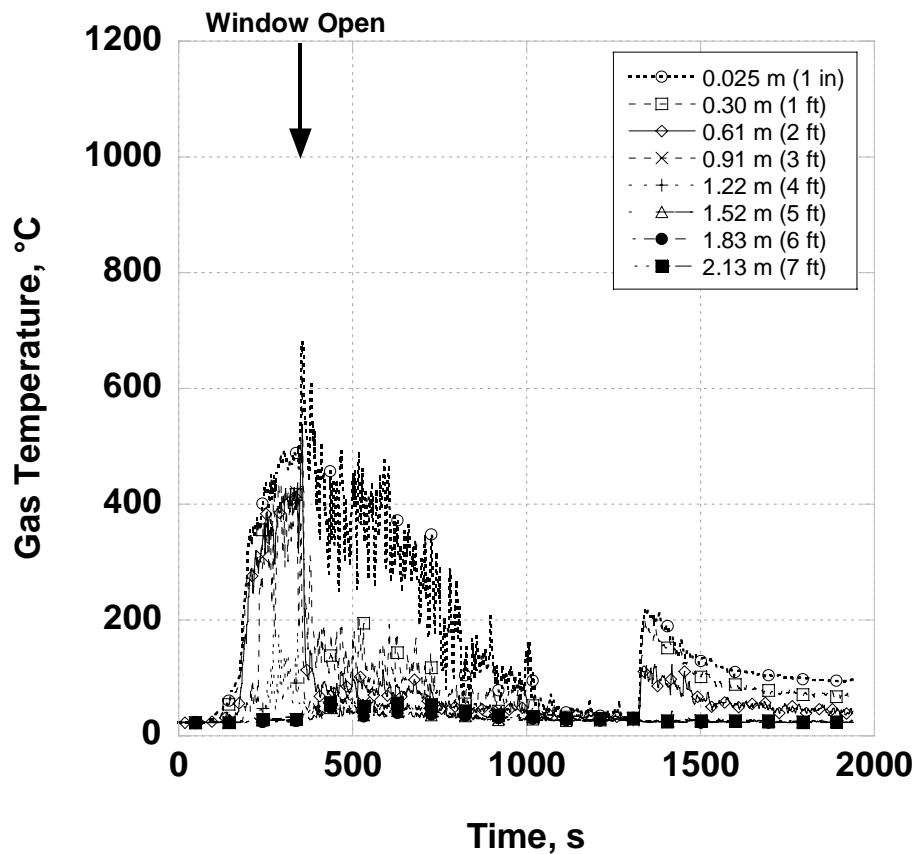 Window Open
1200
1000
800
600
400
200
0
Gas Temperature, °C
0.025 m (1 in)
0.30 m (1 ft)
0.61 m (2 ft)
0.91 m (3 ft)
1.22 m (4 ft)
1.52 m (5 ft)
1.83 m (6 ft)
2.13 m (7 ft)
0 500 1000 1500 2000
Time, s